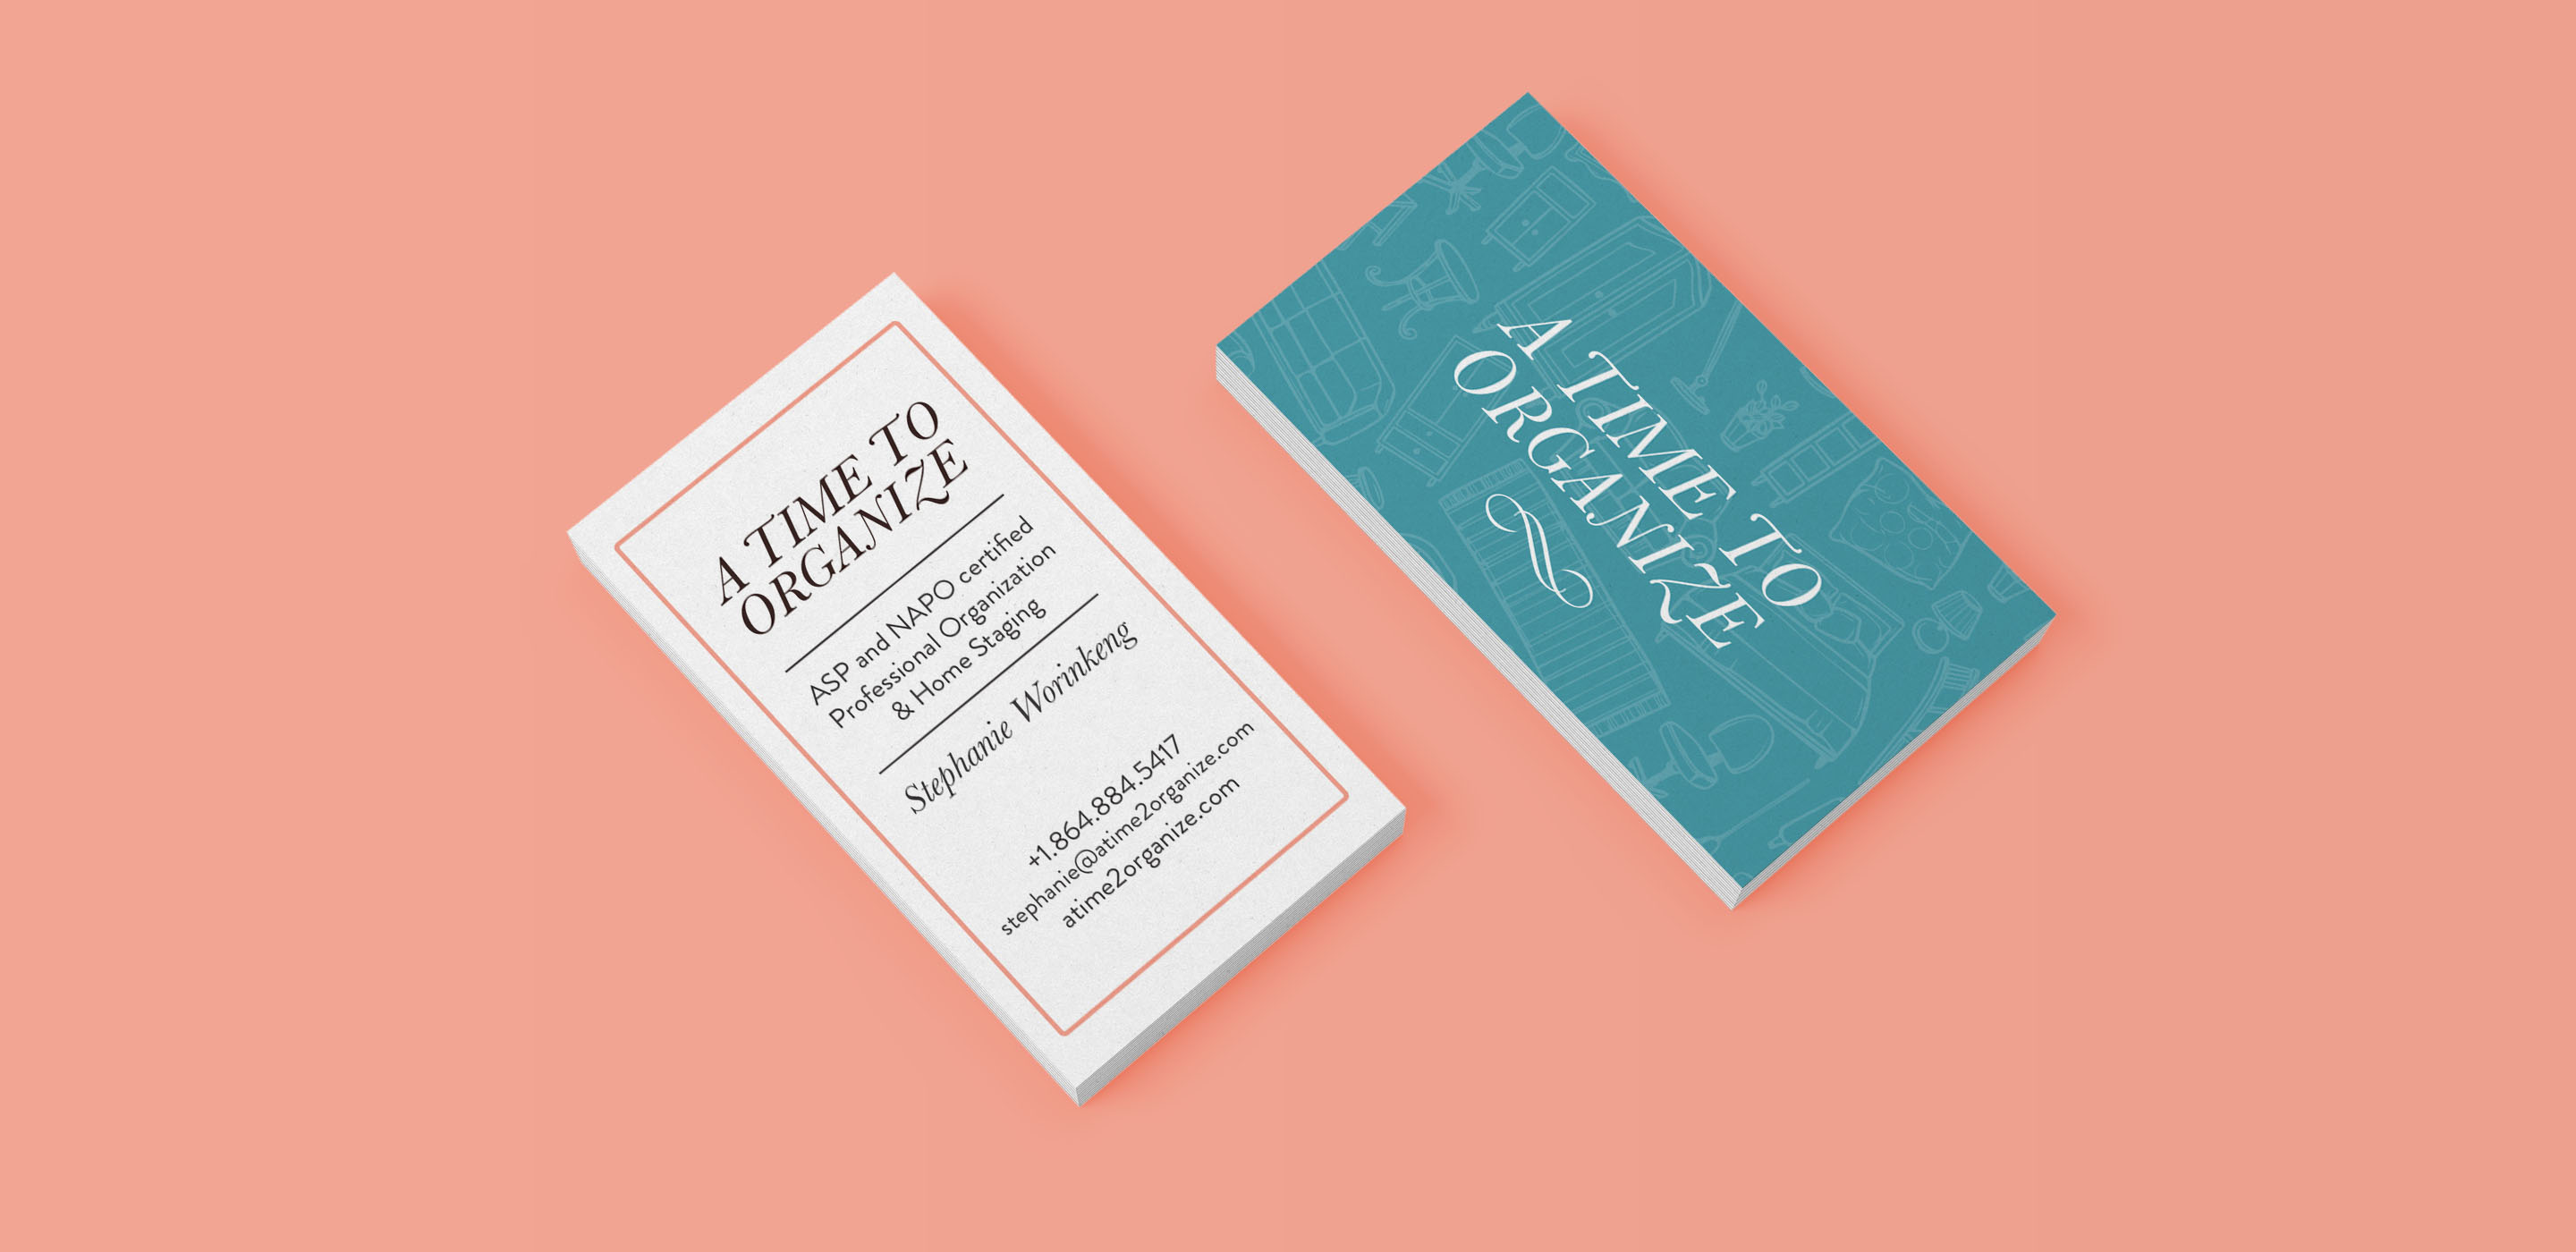 A TIME TO
ORGANIZE
ASP and NAPO certified
Professional Organization
& Home Staging
Stephanie Worinkeng
+1.864.884.5417
stephanie@atime2organize.com
atime2organize.com
A TIME TO
ORGANIZE